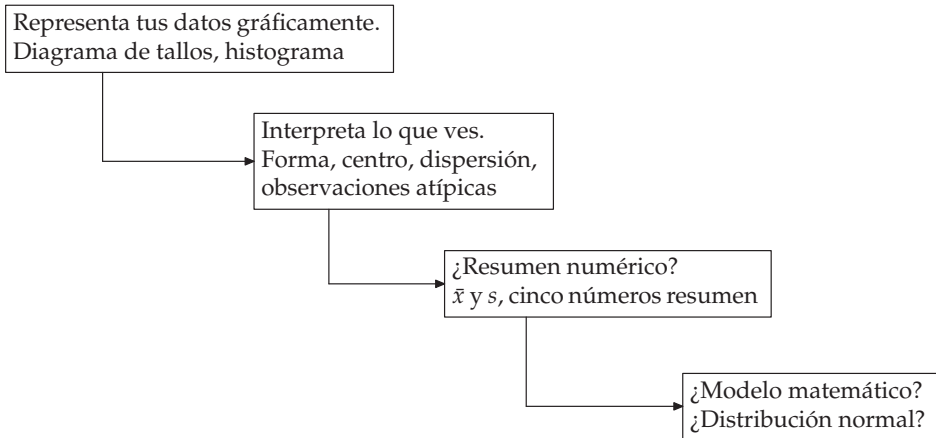 Representa tus datos gráficamente.
Diagrama de tallos, histograma
Interpreta lo que ves.
Forma, centro, dispersión,
observaciones atípicas
¿Resumen numérico?
x̄ y s, cinco números resumen
¿Modelo matemático?
¿Distribución normal?